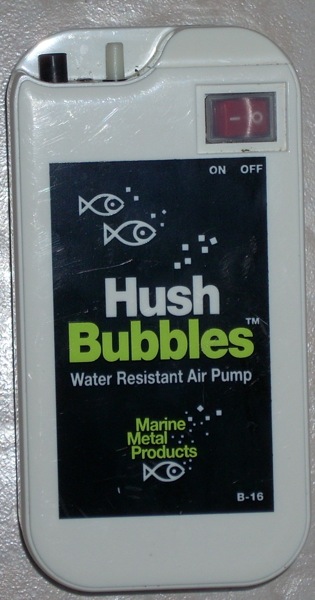 ON OFF
Hush
Bubbles™
Water Resistant Air Pump
Marine
Metal
Products
B-16